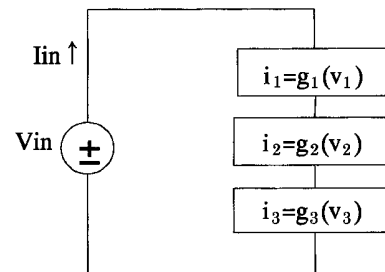 Iin ↑
i₁=g₁(v₁)
Vin
±
i₂=g₂(v₂)
i₃=g₃(v₃)